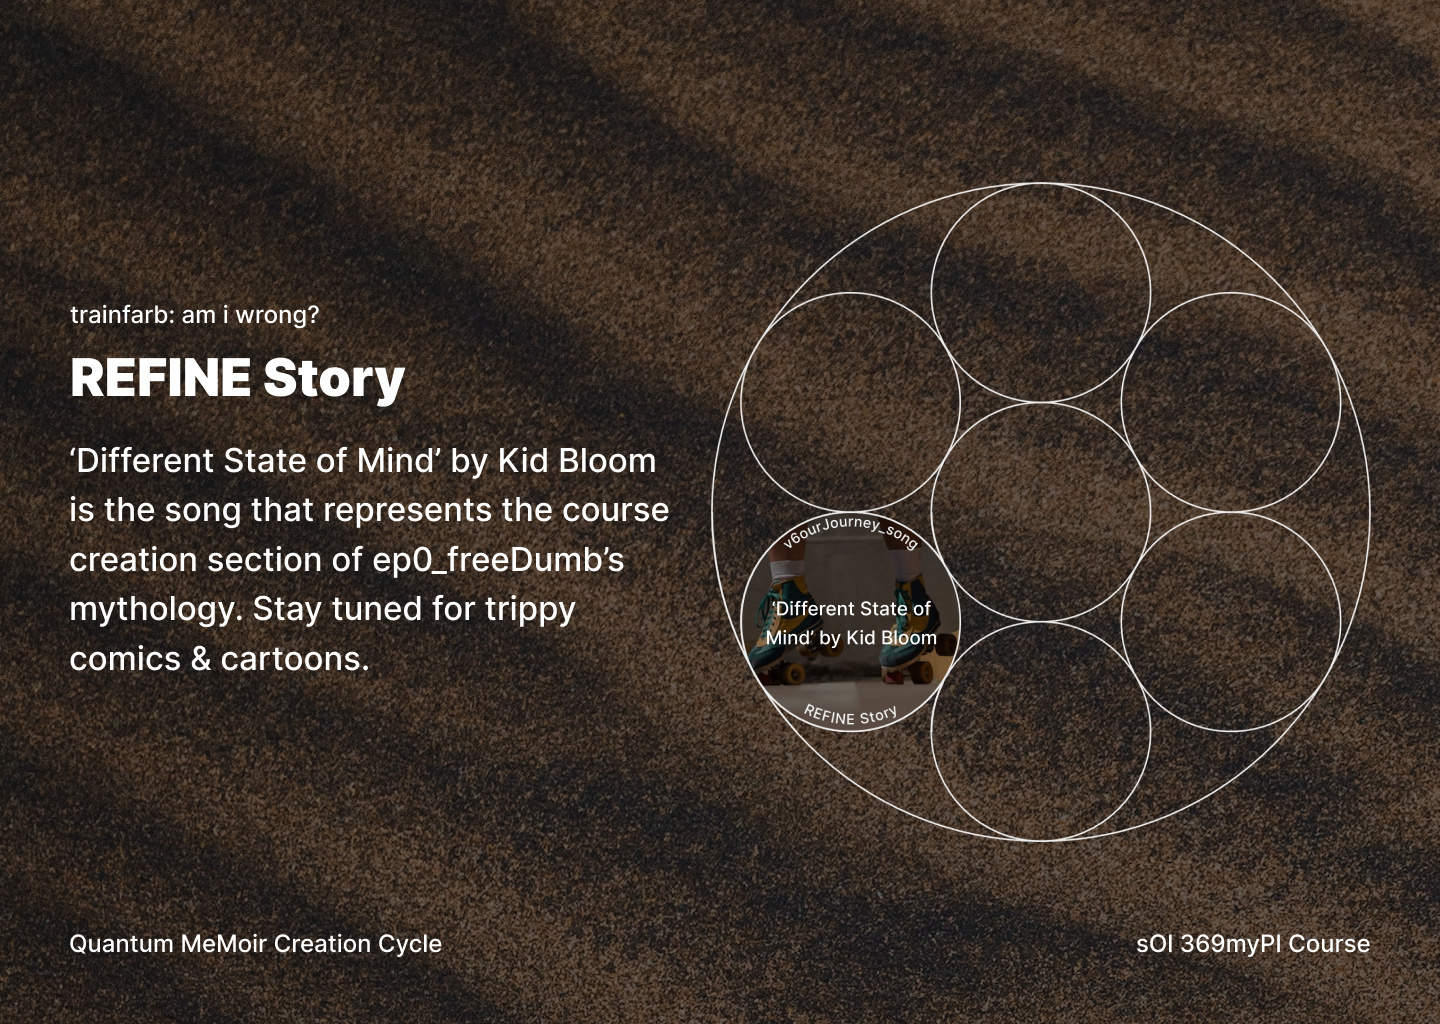 trainfarb: am i wrong?
REFINE Story
‘Different State of Mind’ by Kid Bloom
is the song that represents the course
creation section of ep0_freeDumb’s
mythology. Stay tuned for trippy
comics & cartoons.
v6ourJourney_song
‘Different State of
Mind’ by Kid Bloom
REFINE Story
Quantum MeMoir Creation Cycle
sOI 369myPI Course